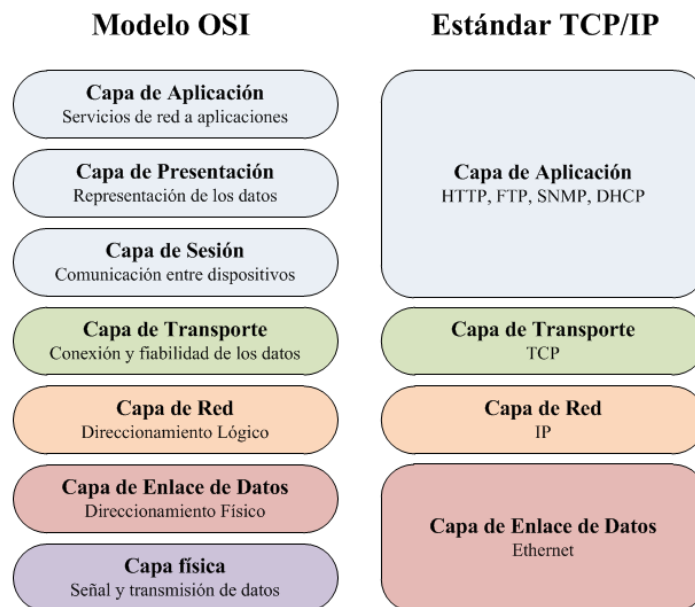 Modelo OSI
Capa de Aplicación
Servicios de red a aplicaciones
Capa de Presentación
Representación de los datos
Capa de Sesión
Comunicación entre dispositivos
Capa de Transporte
Conexión y fiabilidad de los datos
Capa de Red
Direccionamiento Lógico
Capa de Enlace de Datos
Direccionamiento Físico
Capa física
Señal y transmisión de datos
Estándar TCP/IP
Capa de Aplicación
HTTP, FTP, SNMP, DHCP
Capa de Transporte
TCP
Capa de Red
IP
Capa de Enlace de Datos
Ethernet